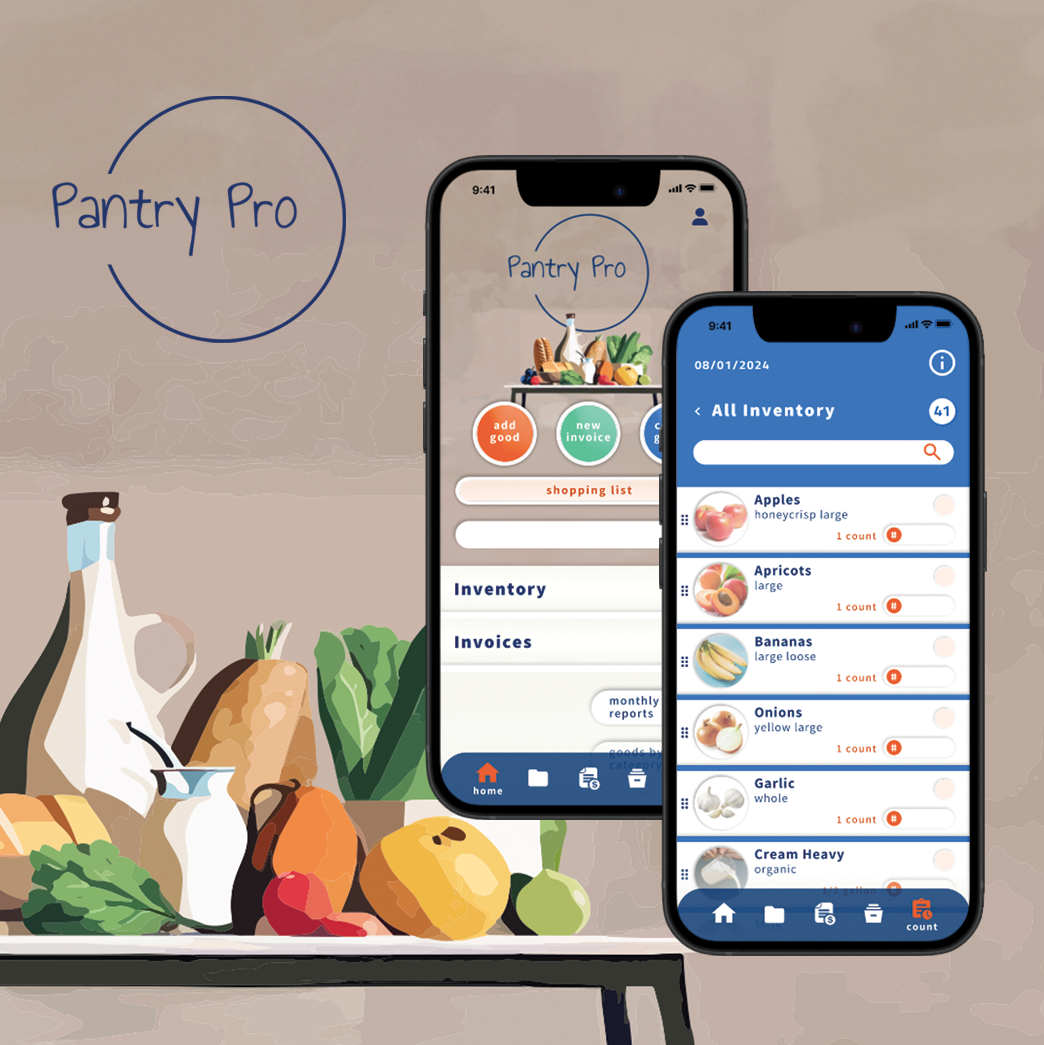 Pantry Pro
9:41
Pantry Pro
add
good
new
invoice
shopping list
Inventory
Invoices
monthly
reports
goods by
category
home
9:41
08/01/2024
All Inventory
41
Apples
honeycrisp large
1 count
#
Apricots
large
1 count
#
Bananas
large loose
1 count
#
Onions
yellow large
1 count
#
Garlic
whole
1 count
#
Cream Heavy
organic
1/2 gallon
#
count